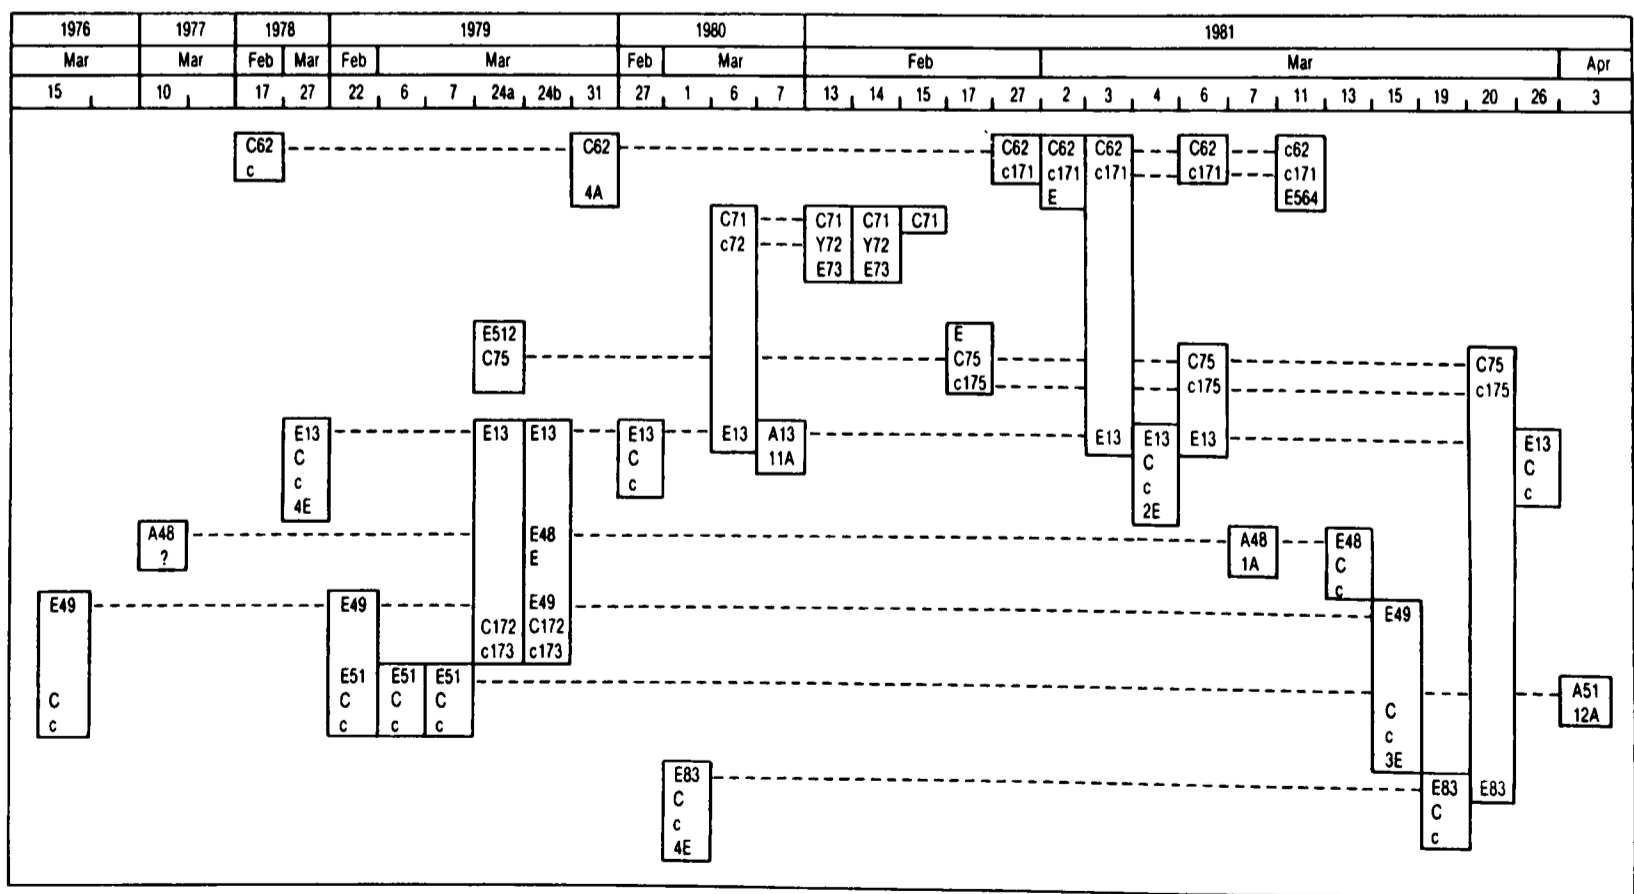 1976 1977 1978 1979 1980 1981
Mar Mar Feb Mar Feb Mar Feb Mar Feb Mar Apr
15 10 17 27 22 6 7 24a 24b 31 27 1 6 7 13 14 15 17 27 2 3 4 6 7 11 13 15 19 20 26 3
C62 C62 C62 C62 C62 C62 c62
c c171 c171 c171 c171 c171
4A E E564
C71 C71 C71 C71
c72 Y72 Y72
E73 E73
E512 E
C75 C75 C75 C75
c175 c175 c175
E13 E13 E13 E13 E13 A13 E13 E13 E13 E13
C C 11A C C
c c c c
4E 2E
A48 E48 A48 E48
? E 1A C
c
E49 E49 E49 E49
C172 C172
c173 c173
E51 E51 E51 A51
C C C C 12A
c c c c C
c
3E
E83 E83 E83
C C
c c
4E